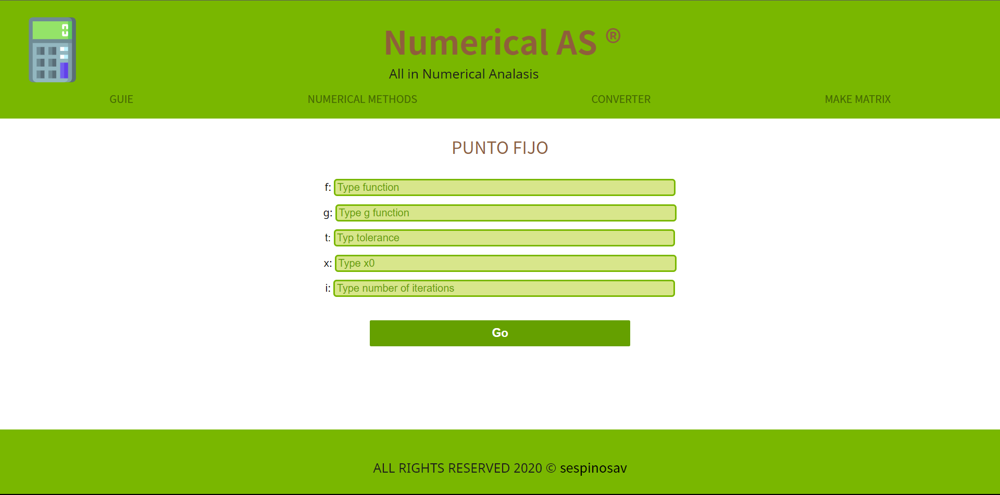 0
Numerical AS ®
All in Numerical Analasis
GUIE NUMERICAL METHODS CONVERTER MAKE MATRIX
PUNTO FIJO
f: Type function
g: Type g function
t: Typ tolerance
x: Type x0
i: Type number of iterations
Go
ALL RIGHTS RESERVED 2020 © sespinosav